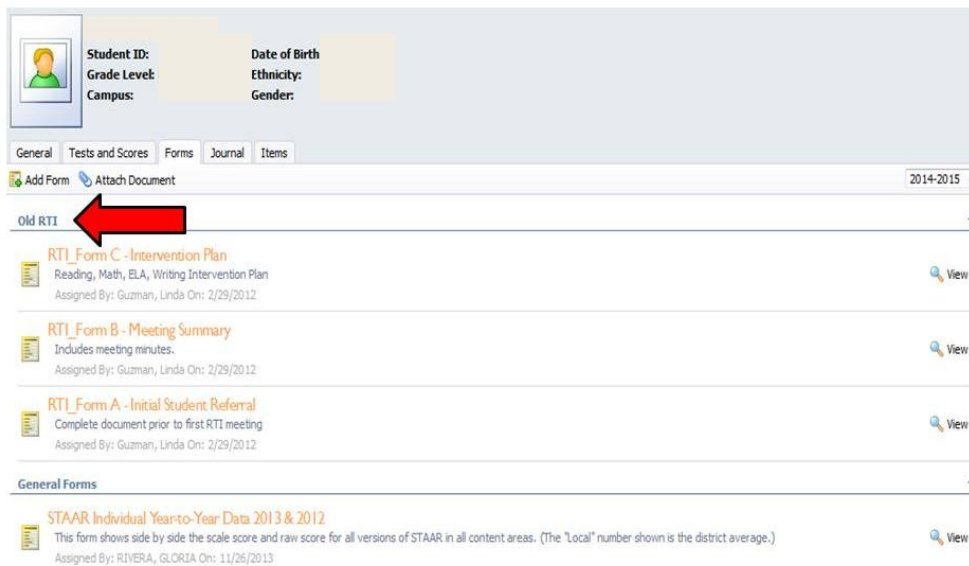 Student ID: Date of Birth
Grade Level: Ethnicity:
Campus: Gender:
General Tests and Scores Forms Journal Items
Add Form Attach Document 2014-2015
Old RTI
RTI_Form C - Intervention Plan
Reading, Math, ELA, Writing Intervention Plan View
Assigned By: Guzman, Linda On: 2/29/2012
RTI_Form B - Meeting Summary
Includes meeting minutes. View
Assigned By: Guzman, Linda On: 2/29/2012
RTI_Form A - Initial Student Referral
Complete document prior to first RTI meeting View
Assigned By: Guzman, Linda On: 2/29/2012
General Forms
STAAR Individual Year-to-Year Data 2013 & 2012
This form shows side by side the scale score and raw score for all versions of STAAR in all content areas. (The "Local" number shown is the district average.) View
Assigned By: RIVERA, GLORIA On: 11/26/2013